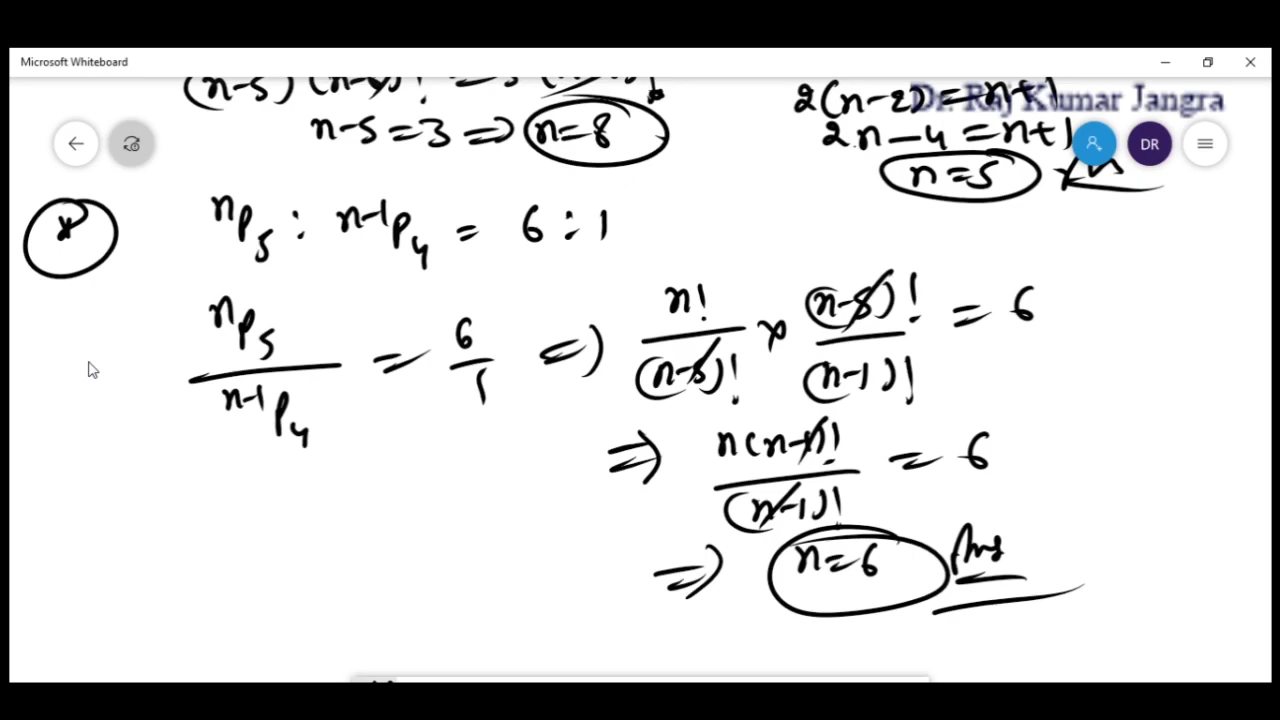 Microsoft Whiteboard
n-5=3 ⇒ n=8
2(n-2)=n+1
Dr. Raj Kumar Jangra
2n-4=n+1
DR
n=5
*
nP5 : n-1P4 = 6:1
nP5/n-1P4 = 6/1 ⇒ n!/(n-5)! × (n-5)!/(n-1)! = 6
⇒ n(n-1)!/(n-1)! = 6
⇒ n=6 Ans